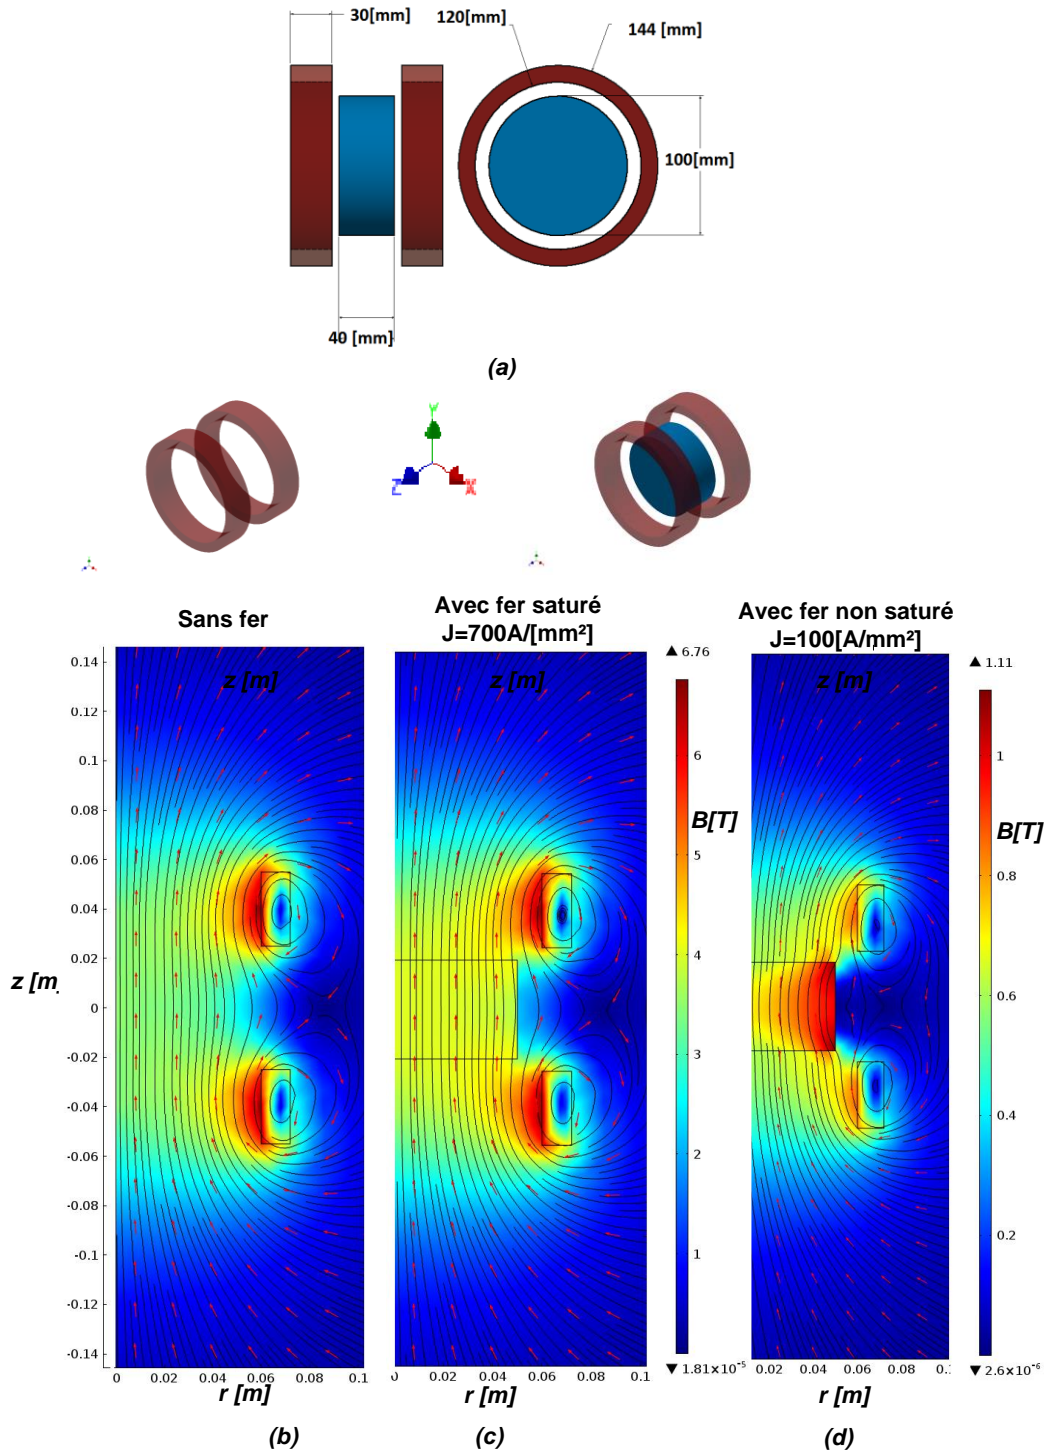 30[mm]
120[mm]
144 [mm]
100[mm]
40 [mm]
(a)
Y
Z
X
Sans fer
Avec fer saturé
J=700A/[mm²]
Avec fer non saturé
J=100[A/mm²]
z [m]
z [m]
z [m]
▲ 6.76
▲ 1.11
0.14
0.12
0.1
0.08
0.06
0.04
0.02
0
-0.02
-0.04
-0.06
-0.08
-0.1
-0.12
-0.14
z [m]
B[T]
6
5
4
3
2
1
▼ 1.81×10⁻⁵
B[T]
1
0.8
0.6
0.4
0.2
▼ 2.6×10⁻⁶
0 0.02 0.04 0.06 0.08 0.1
0 0.02 0.04 0.06 0.08 0.1
0.02 0.04 0.06 0.08 0.1
r [m]
r [m]
r [m]
(b)
(c)
(d)